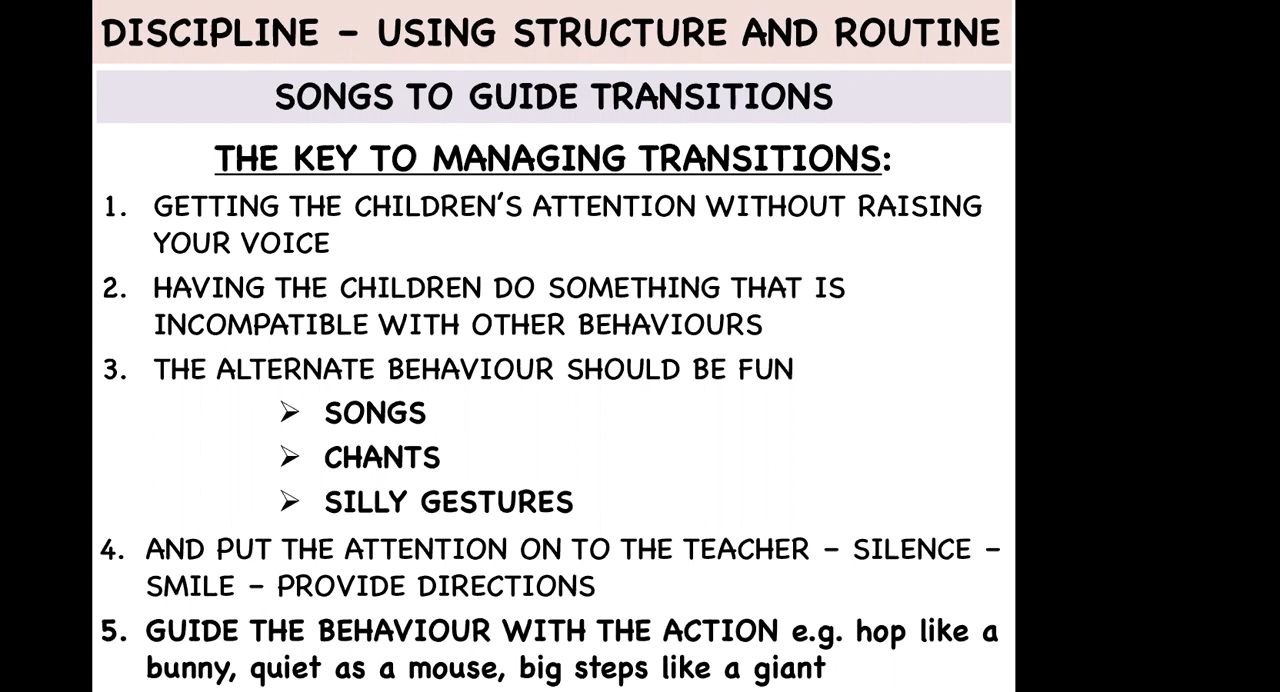 DISCIPLINE – USING STRUCTURE AND ROUTINE
SONGS TO GUIDE TRANSITIONS
THE KEY TO MANAGING TRANSITIONS:
1. GETTING THE CHILDREN'S ATTENTION WITHOUT RAISING
YOUR VOICE
2. HAVING THE CHILDREN DO SOMETHING THAT IS
INCOMPATIBLE WITH OTHER BEHAVIOURS
3. THE ALTERNATE BEHAVIOUR SHOULD BE FUN
➢ SONGS
➢ CHANTS
➢ SILLY GESTURES
4. AND PUT THE ATTENTION ON TO THE TEACHER – SILENCE –
SMILE – PROVIDE DIRECTIONS
5. GUIDE THE BEHAVIOUR WITH THE ACTION e.g. hop like a
bunny, quiet as a mouse, big steps like a giant